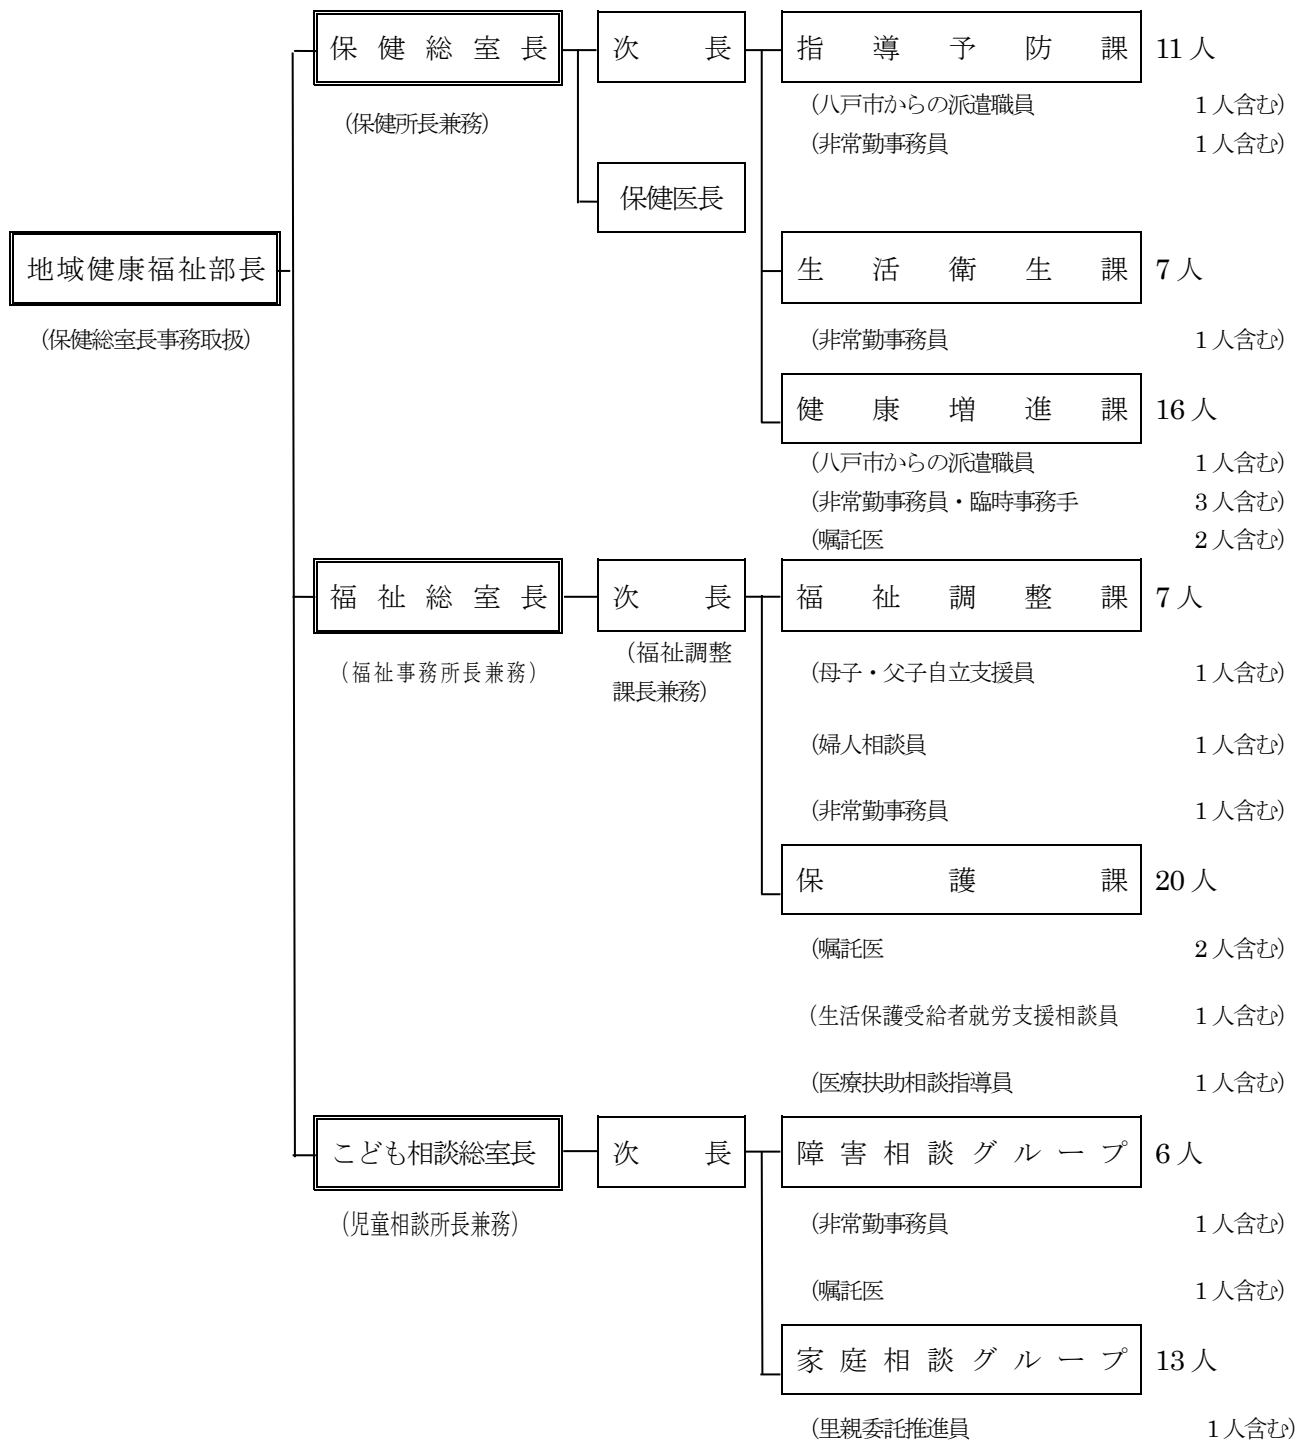 保健総室長 次長 指導予防課 11人
(保健所長兼務)
(八戸市からの派遣職員 1人含む)
(非常勤事務員 1人含む)
保健医長
地域健康福祉部長
(保健総室長事務取扱)
生活衛生課 7人
(非常勤事務員 1人含む)
健康増進課 16人
(八戸市からの派遣職員 1人含む)
(非常勤事務員・臨時事務手 3人含む)
(嘱託医 2人含む)
福祉総室長 次長 福祉調整課 7人
(福祉事務所長兼務)
(福祉調整
課長兼務)
(母子・父子自立支援員 1人含む)
(婦人相談員 1人含む)
(非常勤事務員 1人含む)
保護課 20人
(嘱託医 2人含む)
(生活保護受給者就労支援相談員 1人含む)
(医療扶助相談指導員 1人含む)
こども相談総室長 次長 障害相談グループ 6人
(児童相談所長兼務)
(非常勤事務員 1人含む)
(嘱託医 1人含む)
家庭相談グループ 13人
(里親委託推進員 1人含む)